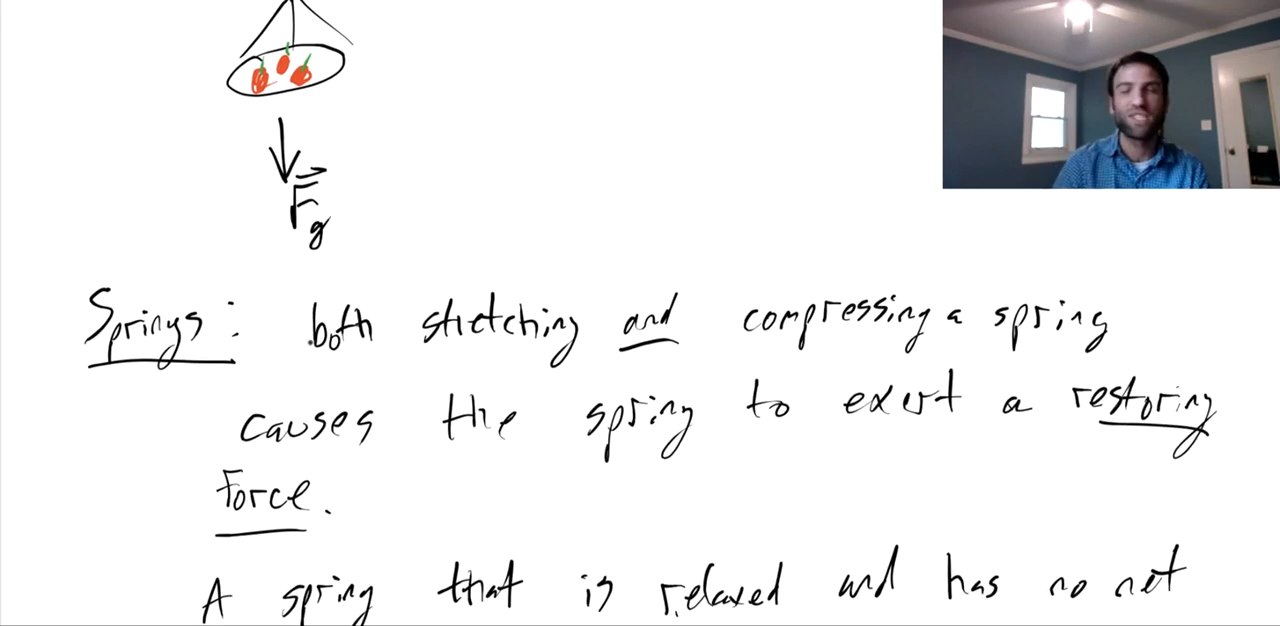 F g
Springs: both stretching and compressing a spring
causes the spring to exert a restoring
force.
A spring that is relaxed and has no net